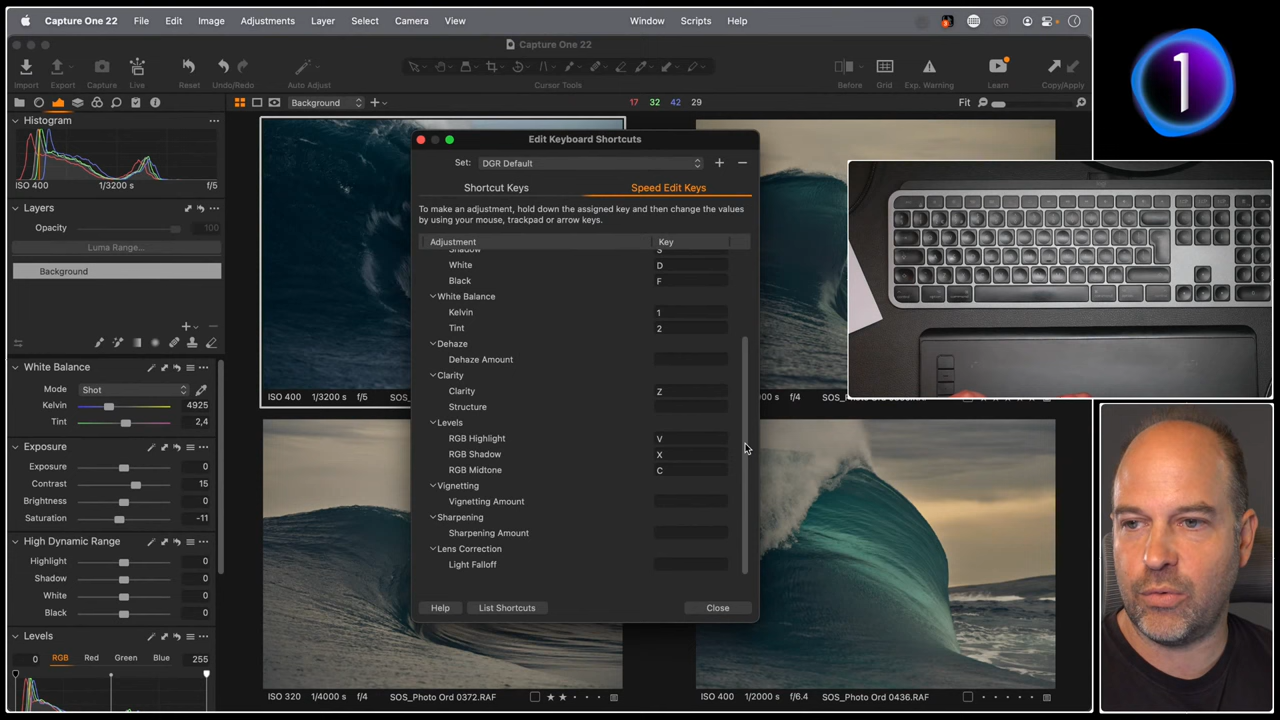 Capture One 22 File Edit Image Adjustments Layer Select Camera View Window Scripts Help
Capture One 22
Import Export Capture Live Reset Undo/Redo Auto Adjust Cursor Tools Before Grid Exp. Warning Learn Copy/Apply
Background 17 32 42 29 Fit
Histogram
ISO 400 1/3200 s f/5
Layers
Opacity 100
Luma Range...
Background
White Balance
Mode Shot
Kelvin 4925
Tint 2,4
Exposure
Exposure 0
Contrast 15
Brightness 0
Saturation -11
High Dynamic Range
Highlight 0
Shadow 0
White 0
Black 0
Levels
0 RGB Red Green Blue 255
Edit Keyboard Shortcuts
Set: DGR Default
Shortcut Keys Speed Edit Keys
To make an adjustment, hold down the assigned key and then change the values
by using your mouse, trackpad or arrow keys.
Adjustment Key
Shadow S
White D
Black F
White Balance
Kelvin 1
Tint 2
Dehaze
Dehaze Amount
Clarity
Clarity Z
Structure
Levels
RGB Highlight V
RGB Shadow X
RGB Midtone C
Vignetting
Vignetting Amount
Sharpening
Sharpening Amount
Lens Correction
Light Falloff
Help List Shortcuts Close
ISO 400 1/3200 s
f/4
ISO 320 1/4000 s f/4 SOS_Photo Ord 0372.RAF
ISO 400 1/2000 s f/6.4 SOS_Photo Ord 0436.RAF
1